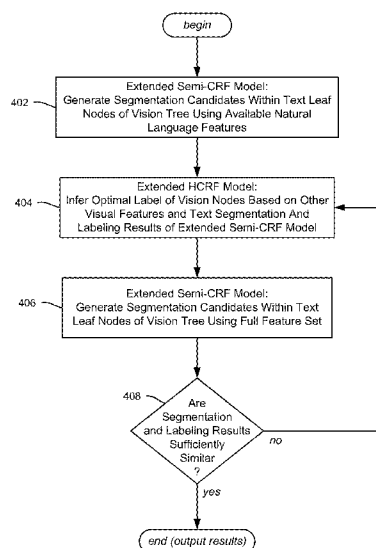 begin
402
Extended Semi-CRF Model:
Generate Segmentation Candidates Within Text Leaf
Nodes of Vision Tree Using Available Natural
Language Features
404
Extended HCRF Model:
Infer Optimal Label of Vision Nodes Based on Other
Visual Features and Text Segmentation And
Labeling Results of Extended Semi-CRF Model
406
Extended Semi-CRF Model:
Generate Segmentation Candidates Within Text
Leaf Nodes of Vision Tree Using Full Feature Set
408
Are
Segmentation
and Labeling Results
Sufficiently
Similar
?
no
yes
end (output results)